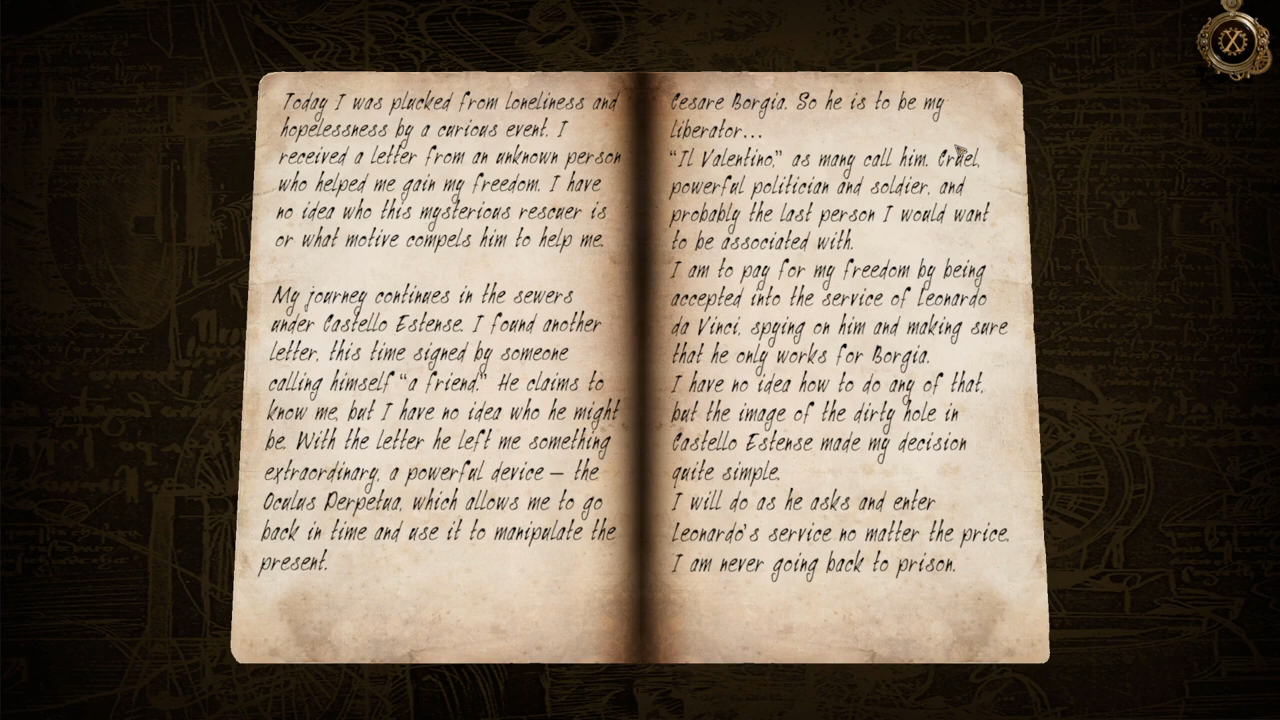 Today I was plucked from loneliness and
hopelessness by a curious event. I
received a letter from an unknown person
who helped me gain my freedom. I have
no idea who this mysterious rescuer is
or what motive compels him to help me.
My journey continues in the sewers
under Castello Estense. I found another
letter, this time signed by someone
calling himself “a friend.” He claims to
know me, but I have no idea who he might
be. With the letter he left me something
extraordinary, a powerful device – the
Oculus Perpetua, which allows me to go
back in time and use it to manipulate the
present.
Cesare Borgia. So he is to be my
liberator...
“Il Valentino,” as many call him. Cruel,
powerful politician and soldier, and
probably the last person I would want
to be associated with.
I am to pay for my freedom by being
accepted into the service of Leonardo
da Vinci, spying on him and making sure
that he only works for Borgia.
I have no idea how to do any of that,
but the image of the dirty hole in
Castello Estense made my decision
quite simple.
I will do as he asks and enter
Leonardo's service no matter the price.
I am never going back to prison.